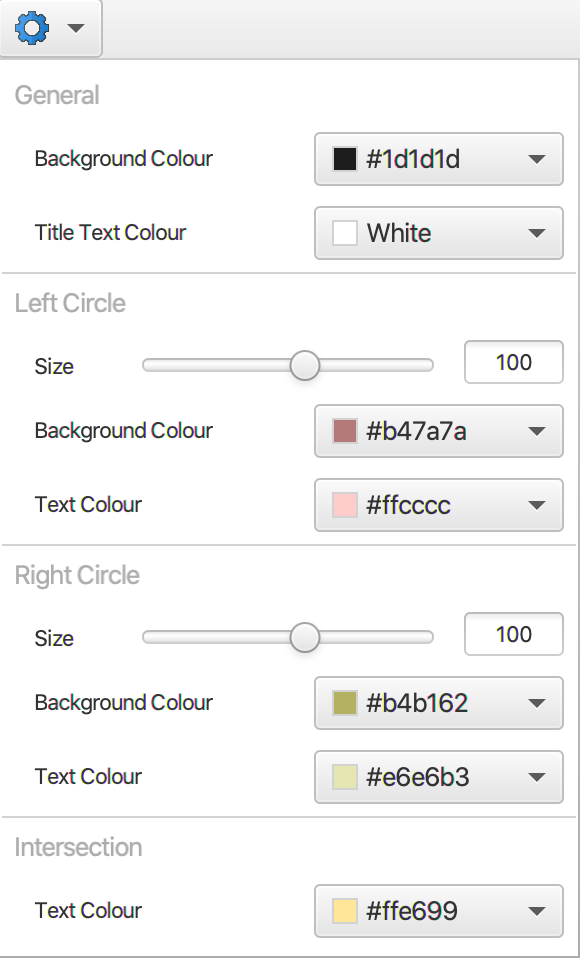 General
Background Colour #1d1d1d
Title Text Colour White
Left Circle
Size 100
Background Colour #b47a7a
Text Colour #ffcccc
Right Circle
Size 100
Background Colour #b4b162
Text Colour #e6e6b3
Intersection
Text Colour #ffe699